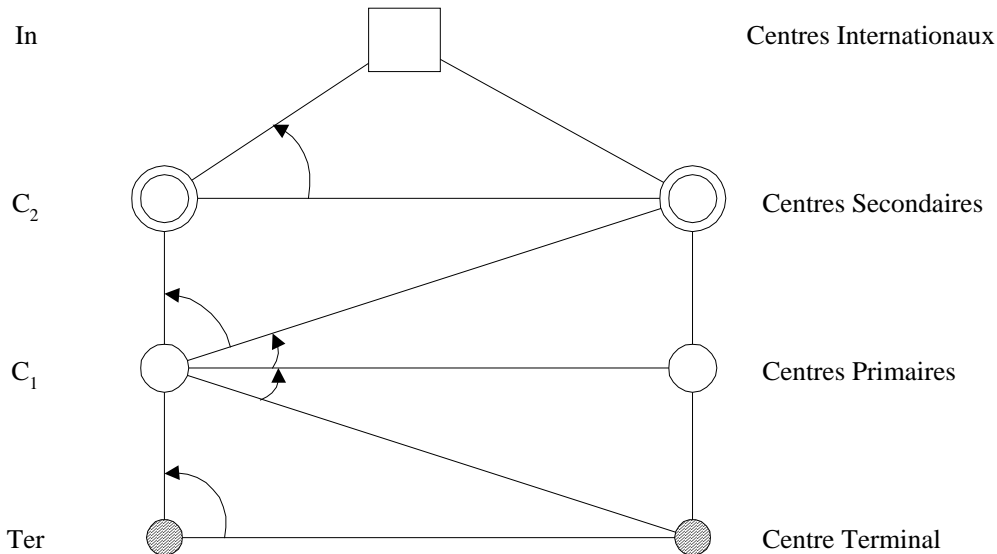 In Centres Internationaux
C2 Centres Secondaires
C1 Centres Primaires
Ter Centre Terminal